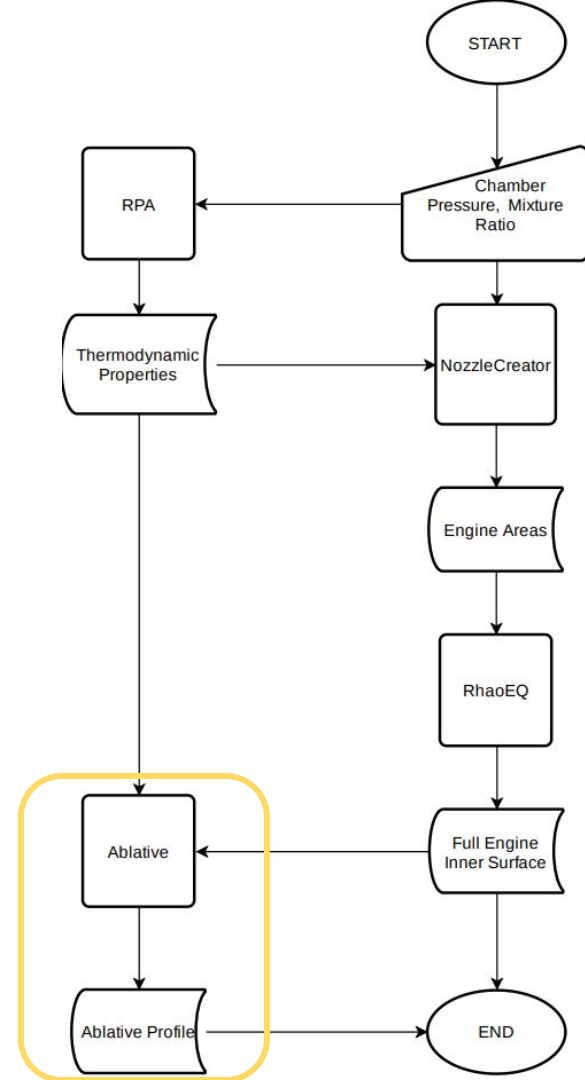 START
Chamber
Pressure, Mixture
Ratio
RPA
Thermodynamic
Properties
NozzleCreator
Engine Areas
RhaoEQ
Full Engine
Inner Surface
Ablative
Ablative Profile
END